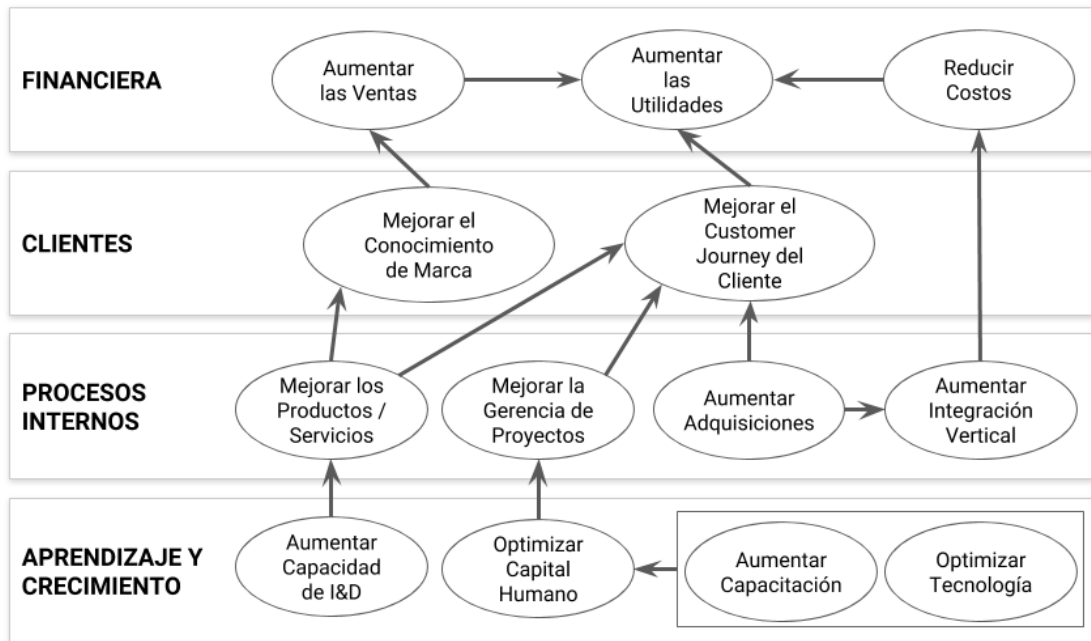 FINANCIERA
Aumentar
las Ventas
Aumentar
las
Utilidades
Reducir
Costos
CLIENTES
Mejorar el
Conocimiento
de Marca
Mejorar el
Customer
Journey del
Cliente
PROCESOS
INTERNOS
Mejorar los
Productos /
Servicios
Mejorar la
Gerencia de
Proyectos
Aumentar
Adquisiciones
Aumentar
Integración
Vertical
APRENDIZAJE Y
CRECIMIENTO
Aumentar
Capacidad
de I&D
Optimizar
Capital
Humano
Aumentar
Capacitación
Optimizar
Tecnología